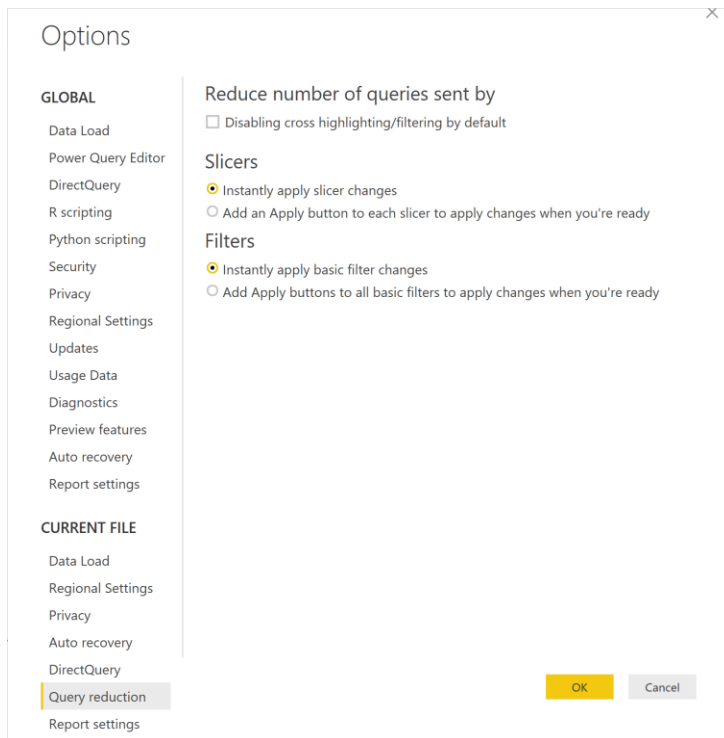 Options
GLOBAL
Data Load
Power Query Editor
DirectQuery
R scripting
Python scripting
Security
Privacy
Regional Settings
Updates
Usage Data
Diagnostics
Preview features
Auto recovery
Report settings
CURRENT FILE
Data Load
Regional Settings
Privacy
Auto recovery
DirectQuery
Query reduction
Report settings
Reduce number of queries sent by
Disabling cross highlighting/filtering by default
Slicers
Instantly apply slicer changes
Add an Apply button to each slicer to apply changes when you're ready
Filters
Instantly apply basic filter changes
Add Apply buttons to all basic filters to apply changes when you're ready
OK
Cancel